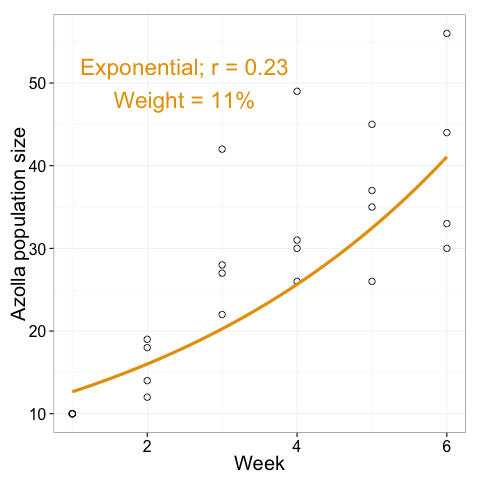 Exponential; r = 0.23
Weight = 11%
Azolla population size
50
40
30
20
10
2
4
6
Week